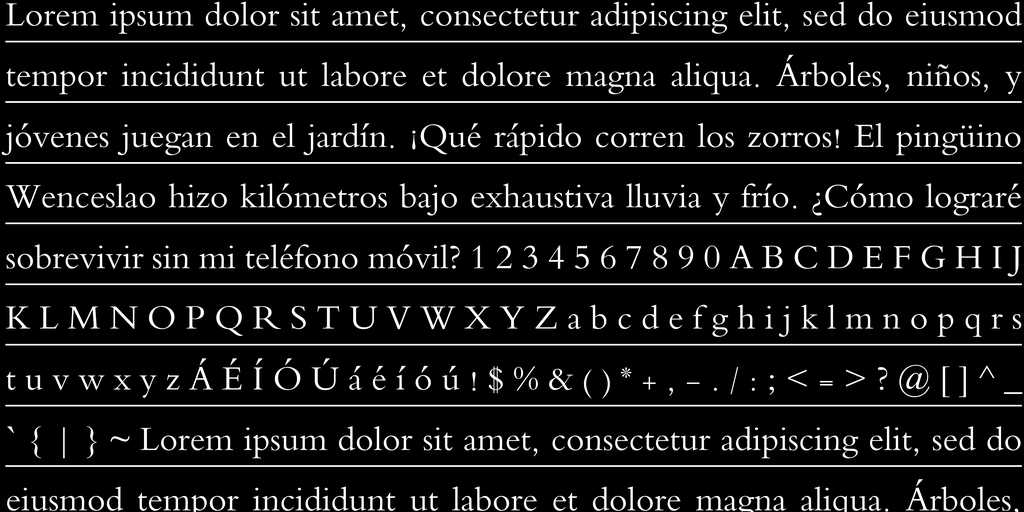 Lorem ipsum dolor sit amet, consectetur adipiscing elit, sed do eiusmod
tempor incididunt ut labore et dolore magna aliqua. Árboles, niños, y
jóvenes juegan en el jardín. ¡Qué rápido corren los zorros! El pingüino
Wenceslao hizo kilómetros bajo exhaustiva lluvia y frío. ¿Cómo lograré
sobrevivir sin mi teléfono móvil? 1 2 3 4 5 6 7 8 9 0 A B C D E F G H I J
K L M N O P Q R S T U V W X Y Z a b c d e f g h i j k l m n o p q r s
t u v w x y z Á É Í Ó Ú á é í ó ú ! $ % & ( ) * + , - . / : ; < = > ? @ [ ] ^ _
` { | } ~ Lorem ipsum dolor sit amet, consectetur adipiscing elit, sed do
eiusmod tempor incididunt ut labore et dolore magna aliqua. Árboles,